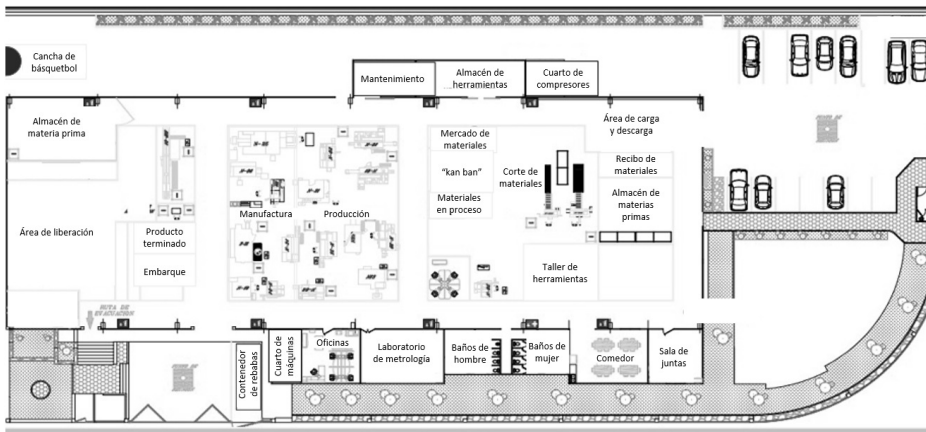 Cancha de
básquetbol
Mantenimiento
Almacén de
herramientas
Cuarto de
compresores
Almacén de
materia prima
Área de carga
y descarga
Mercado de
materiales
Recibo de
materiales
"kan ban"
Corte de
materiales
Almacén de
materias
primas
Materiales
en proceso
Manufactura
Producción
Área de liberación
Producto
terminado
Embarque
Taller de
herramientas
RUTA DE
EVACUACION
Contenedor
de rebabas
Cuarto de
máquinas
Oficinas
Laboratorio
de metrología
Baños de
hombre
Baños de
mujer
Comedor
Sala de
juntas